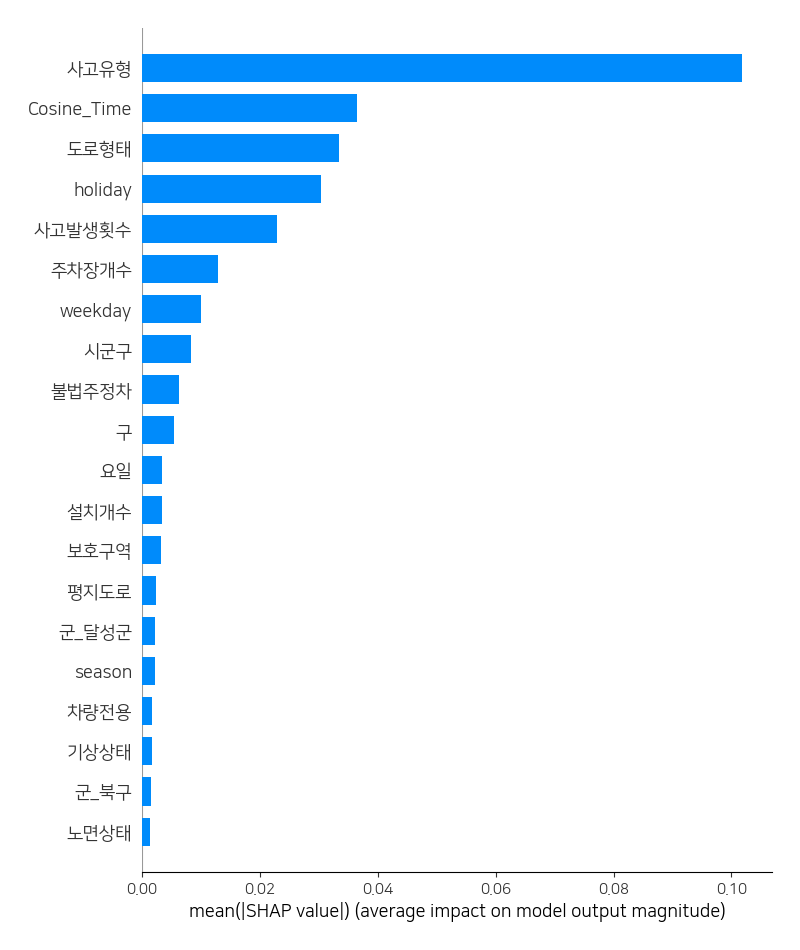 사고유형
Cosine_Time
도로형태
holiday
사고발생횟수
주차장개수
weekday
시군구
불법주정차
구
요일
설치개수
보호구역
평지도로
군_달성군
season
차량전용
기상상태
군_북구
노면상태
0.00 0.02 0.04 0.06 0.08 0.10
mean(|SHAP value|) (average impact on model output magnitude)